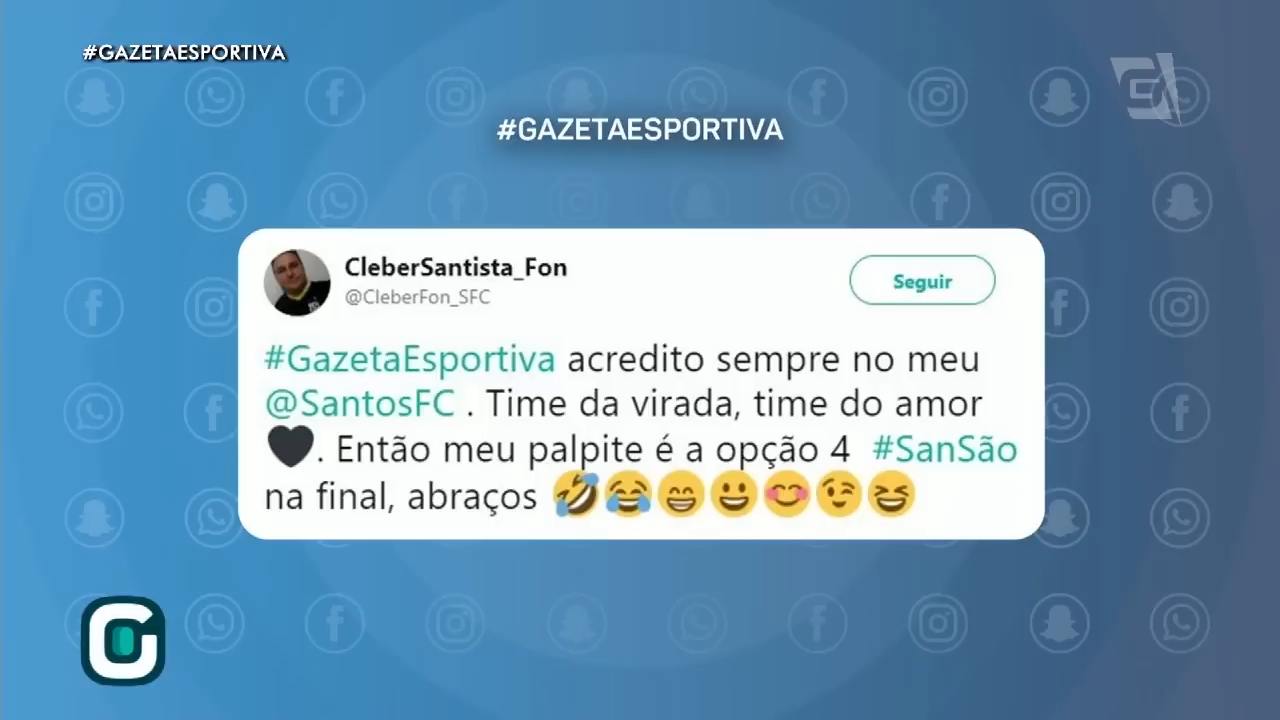 #GAZETAESPORTIVA
#GAZETAESPORTIVA
CleberSantista_Fon
@CleberFon_SFC
Seguir
#GazetaEsportiva acredito sempre no meu
@SantosFC . Time da virada, time do amor
🖤. Então meu palpite é a opção 4 #SanSão
na final, abraços 🤣😂😁😀😊😉😆